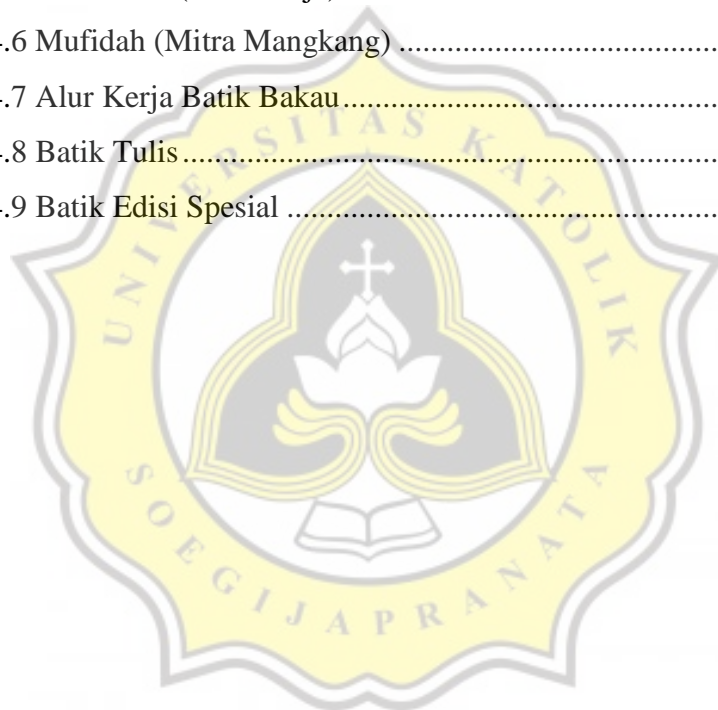 .6 Mufidah (Mitra Mangkang) ................................................................
.7 Alur Kerja Batik Bakau................................................................
.8 Batik Tulis................................................................
.9 Batik Edisi Spesial ................................................................
UNIVERSITAS KATOLIK
SOEGIJAPRANATA